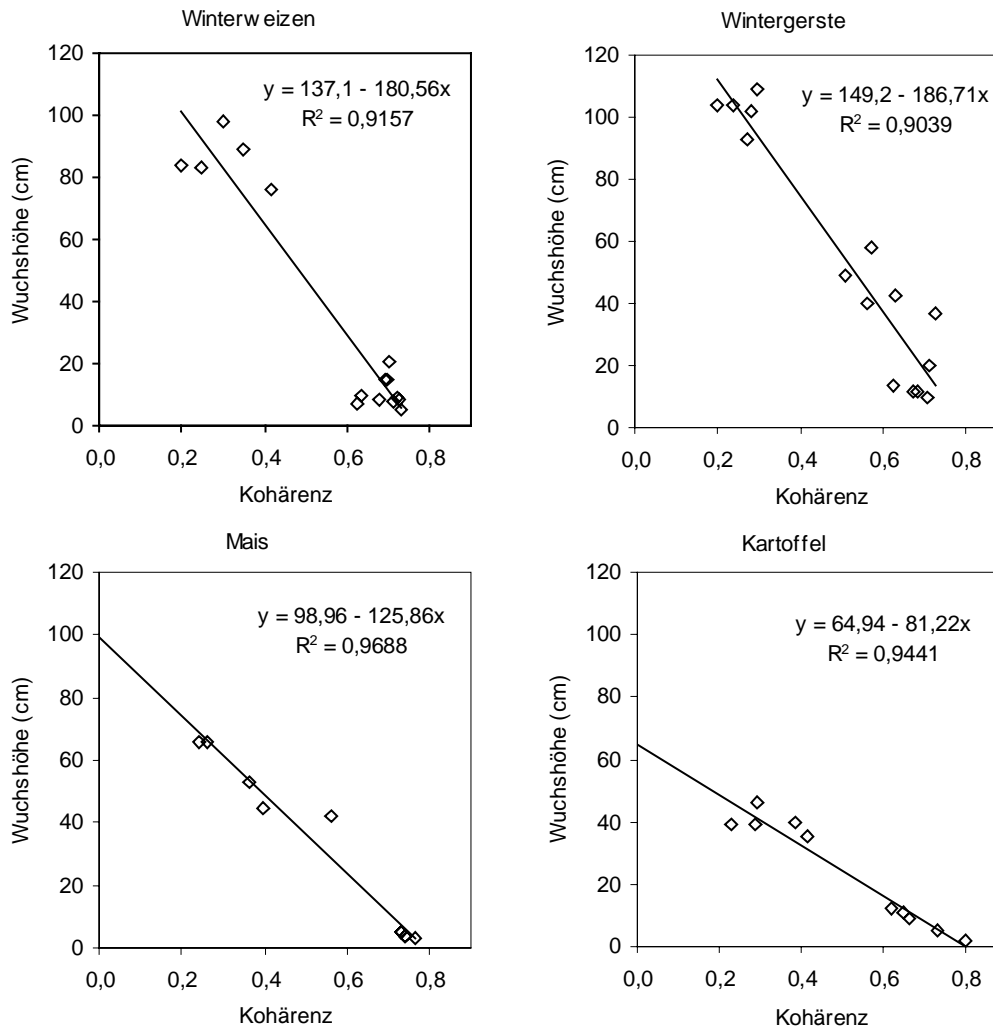 Winterweizen
120
100
80
60
40
20
0
Wuchshöhe (cm)
y = 137,1 - 180,56x
R² = 0,9157
0,0 0,2 0,4 0,6 0,8
Kohärenz
Wintergerste
120
100
80
60
40
20
0
Wuchshöhe (cm)
y = 149,2 - 186,71x
R² = 0,9039
0,0 0,2 0,4 0,6 0,8
Kohärenz
Mais
120
100
80
60
40
20
0
Wuchshöhe (cm)
y = 98,96 - 125,86x
R² = 0,9688
0,0 0,2 0,4 0,6 0,8
Kohärenz
Kartoffel
120
100
80
60
40
20
0
Wuchshöhe (cm)
y = 64,94 - 81,22x
R² = 0,9441
0,0 0,2 0,4 0,6 0,8
Kohärenz